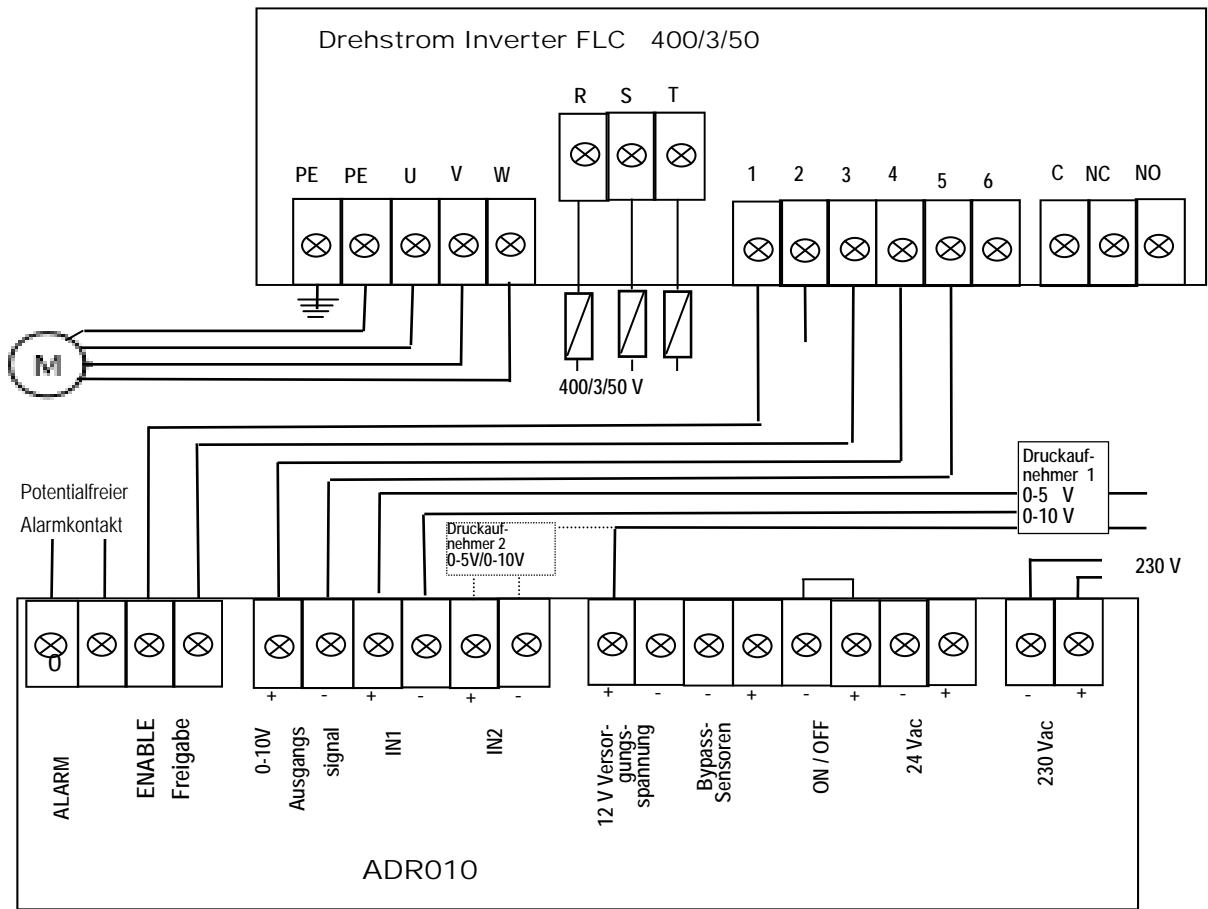 Drehstrom Inverter FLC 400/3/50
R S T
PE PE U V W
1 2 3 4 5 6
C NC NO
M
400/3/50 V
Potentialfreier
Alarmkontakt
Druckauf-
nehmer 1
0-5 V
0-10 V
Druckauf-
nehmer 2
0-5V/0-10V
230 V
0
+ - + - + -
+ - - + - + - +
- +
ALARM
ENABLE
Freigabe
0-10V
Ausgangs
signal
IN1
IN2
12 V Versor-
gungs-
spannung
Bypass-
Sensoren
ON / OFF
24 Vac
230 Vac
ADR010